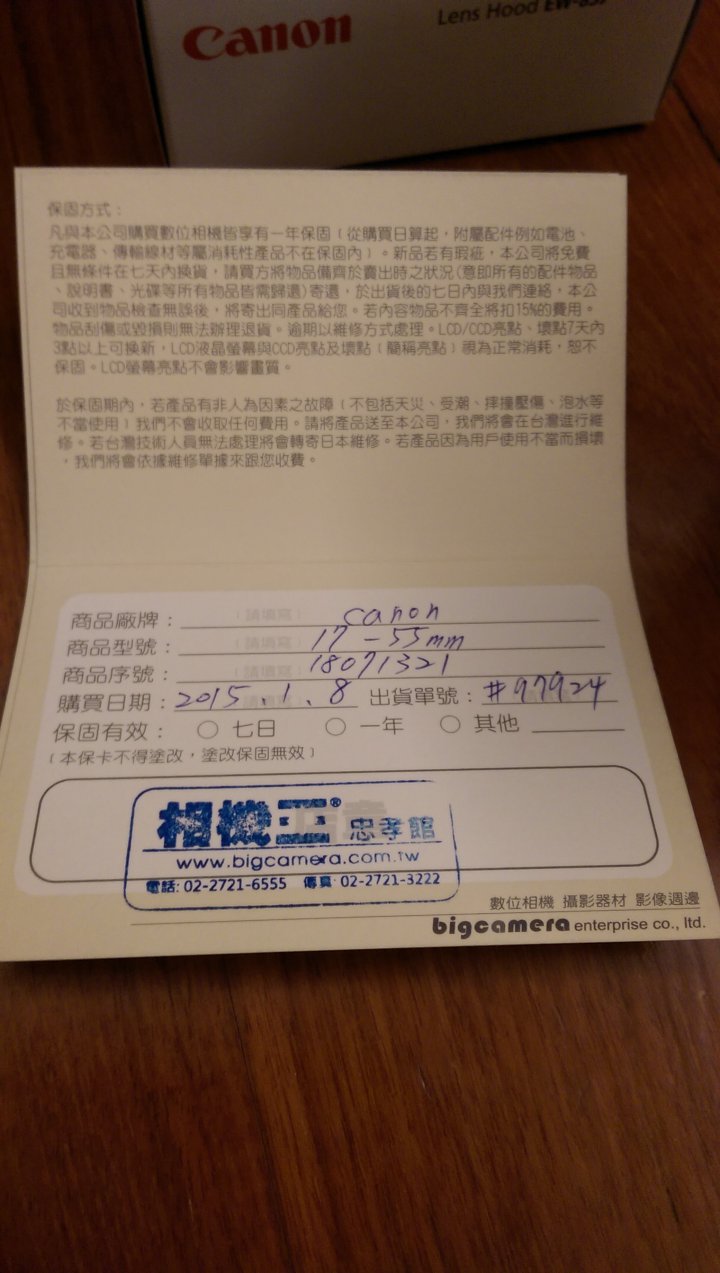 Canon
Lens Hood
保固方式：
凡與本公司購買數位相機皆享有一年保固（從購買日算起，附屬配件例如電池、
充電器、傳輸線材等屬消耗性產品不在保固內）。新品若有瑕疵，本公司將免費
且無條件在七天內換貨，請買方將物品備齊於賣出時之狀況(意即所有的配件物品
、說明書、光碟等所有物品皆需歸還)寄還，於出貨後的七日內與我們連絡，本公
司收到物品檢查無誤後，將寄出同產品給您。若內容物品不齊全將扣15%的費用。
物品刮傷或毀損則無法辦理退貨。逾期以維修方式處理。LCD/CCD亮點、壞點7天內
3點以上可換新，LCD液晶螢幕與CCD亮點及壞點（簡稱亮點）視為正常消耗，恕不
保固。LCD螢幕亮點不會影響畫質。
於保固期內，若產品有非人為因素之故障（不包括天災、受潮、摔撞壓傷、泡水等
不當使用）我們不會收取任何費用。請將產品送至本公司，我們將會在台灣進行維
修。若台灣技術人員無法處理將會轉寄日本維修。若產品因為用戶使用不當而損壞
，我們將會依據維修單據來跟您收費。
商品廠牌：（請填寫）canon
商品型號：（請填寫）17-55mm
商品序號：（請填寫）18071321
購買日期：2015.1.8 出貨單號：#97924
保固有效：○ 七日 ○ 一年 ○ 其他
（本保卡不得塗改，塗改保固無效）
相機王® 忠孝館
www.bigcamera.com.tw
電話: 02-2721-6555 傳真: 02-2721-3222
數位相機 攝影器材 影像週邊
bigcamera enterprise co., ltd.